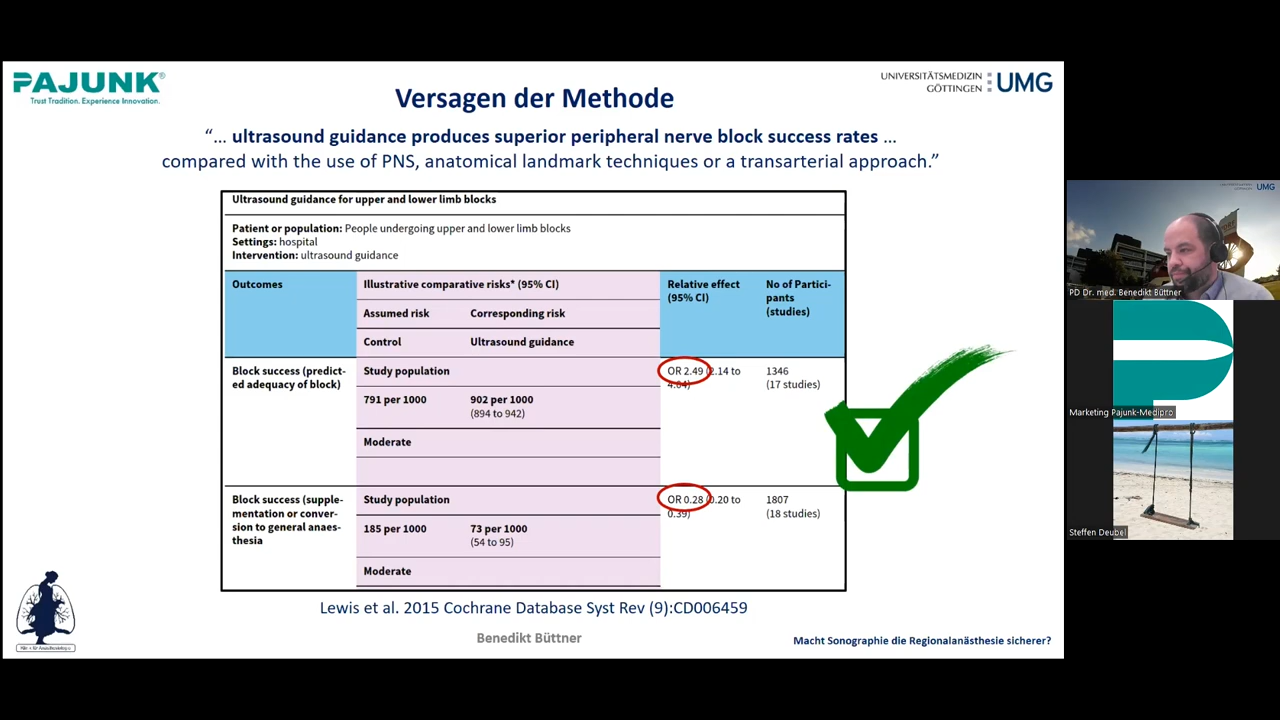 PAJUNK®
Trust Tradition. Experience Innovation.
UNIVERSITÄTSMEDIZIN
GÖTTINGEN
UMG
Versagen der Methode
“... ultrasound guidance produces superior peripheral nerve block success rates ...
compared with the use of PNS, anatomical landmark techniques or a transarterial approach.”
Ultrasound guidance for upper and lower limb blocks
Patient or population: People undergoing upper and lower limb blocks
Settings: hospital
Intervention: ultrasound guidance
Outcomes
Illustrative comparative risks* (95% CI)
Relative effect
(95% CI)
No of Partici-
pants
(studies)
Assumed risk
Corresponding risk
Control
Ultrasound guidance
Block success (predict-
ed adequacy of block)
Study population
OR 2.49 (2.14 to
4.64)
1346
(17 studies)
791 per 1000
902 per 1000
(894 to 942)
Moderate
Block success (supple-
mentation or conver-
sion to general anaes-
thesia
Study population
OR 0.28 (0.20 to
0.39)
1807
(18 studies)
185 per 1000
73 per 1000
(54 to 95)
Moderate
Lewis et al. 2015 Cochrane Database Syst Rev (9):CD006459
Benedikt Büttner
Macht Sonographie die Regionalanästhesie sicherer?
UMG
PD Dr. med. Benedikt Büttner
Marketing Pajunk-Medipro
Steffen Deubel